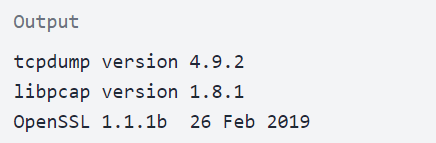 Output
tcpdump version 4.9.2
libpcap version 1.8.1
OpenSSL 1.1.1b  26 Feb 2019